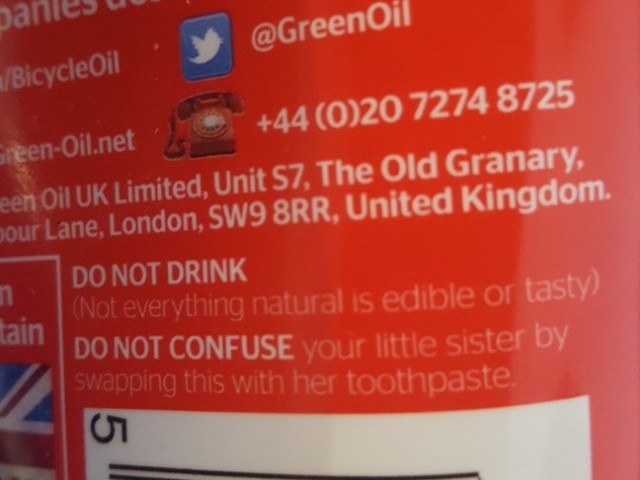 @GreenOil
/BicycleOil
Green-Oil.net
+44 (0)20 7274 8725
Oil UK Limited, Unit S7, The Old Granary,
Lane, London, SW9 8RR, United Kingdom.
DO NOT DRINK
(Not everything natural is edible or tasty)
DO NOT CONFUSE your little sister by
swapping this with her toothpaste.
5